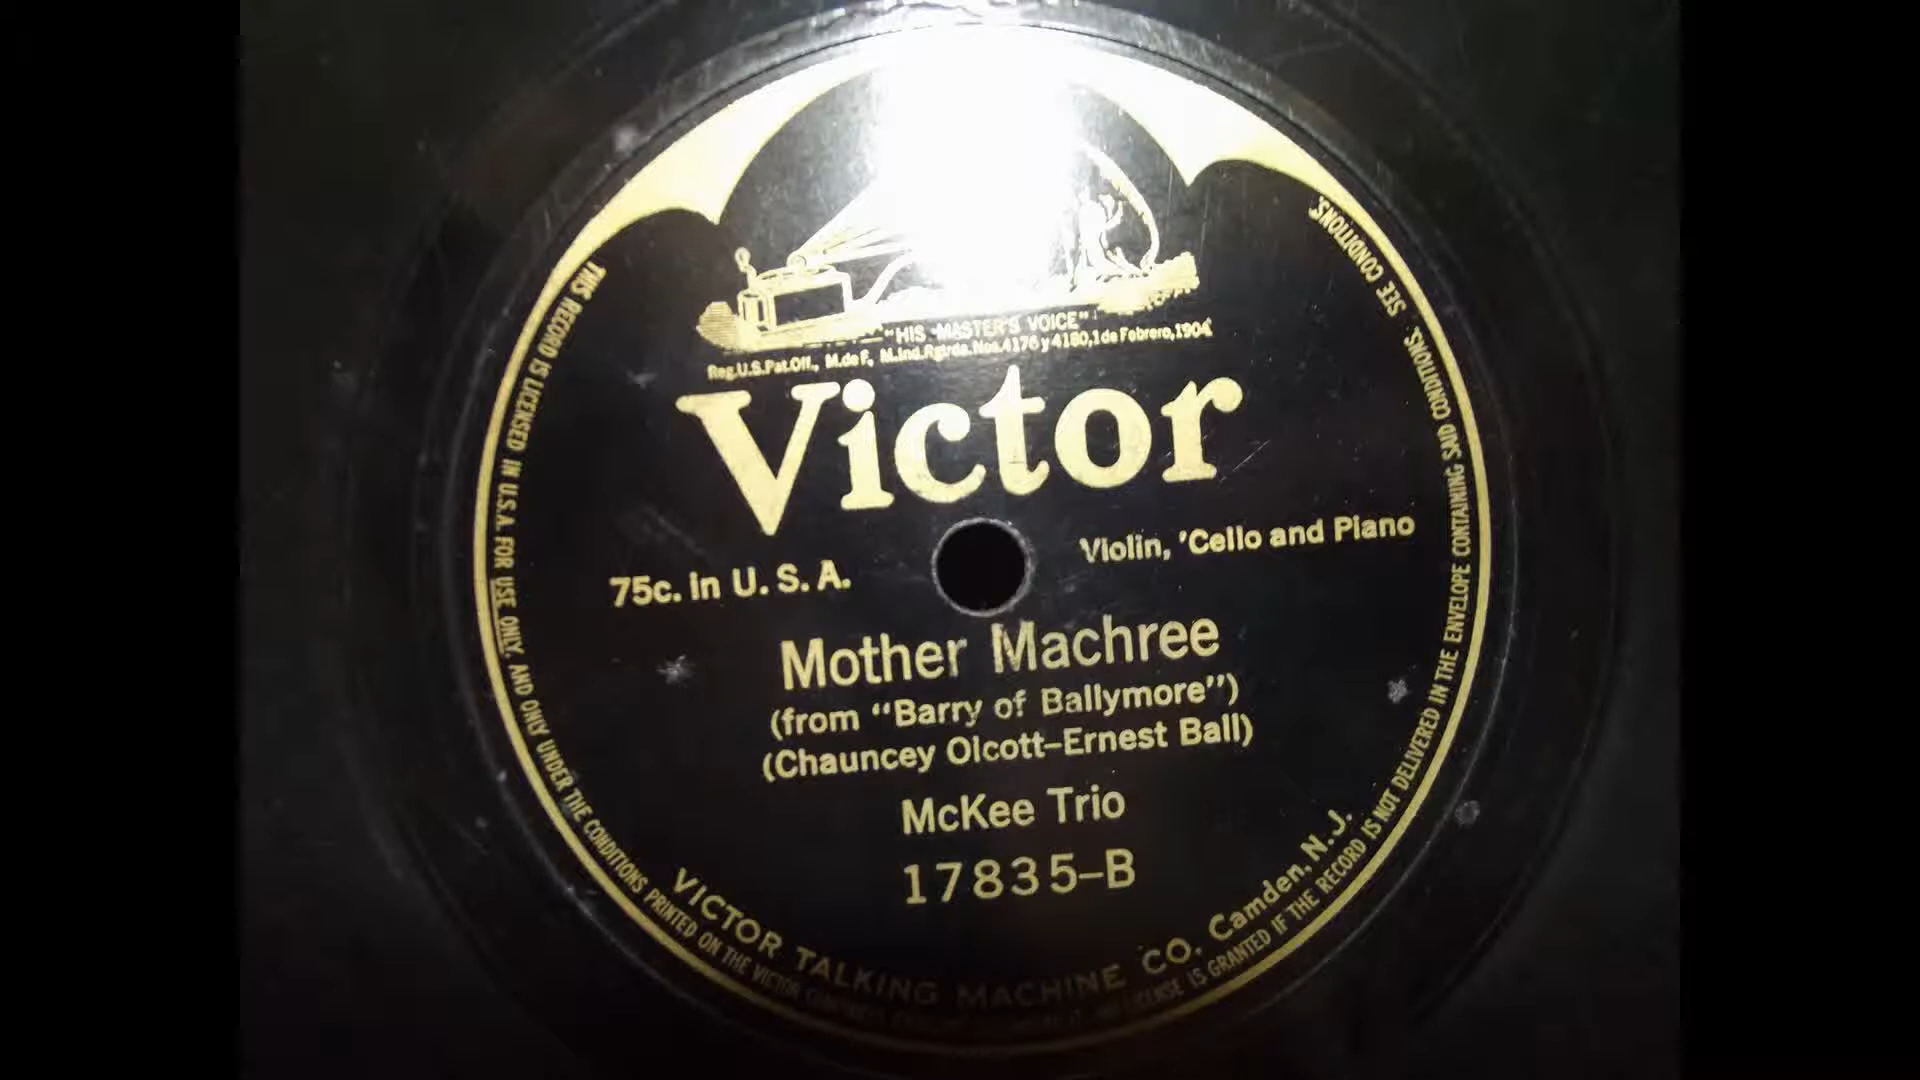 "HIS MASTER'S VOICE"
Reg.U.S.Pat.Off., M.de F., M.Ind.Rgtrda.Nos.4176 y 4180,1 de Febrero,1904
Victor
Violin, 'Cello and Piano
75c. in U. S. A.
Mother Machree
(from "Barry of Ballymore")
(Chauncey Olcott-Ernest Ball)
McKee Trio
17835-B
VICTOR TALKING MACHINE CO. Camden, N. J.
THIS RECORD IS LICENSED IN U.S.A. FOR USE ONLY, AND ONLY UNDER THE CONDITIONS PRINTED ON THE VICTOR LICENSE IS GRANTED IF THE RECORD IS NOT DELIVERED IN THE ENVELOPE CONTAINING SAID CONDITIONS. SEE CONDITIONS.